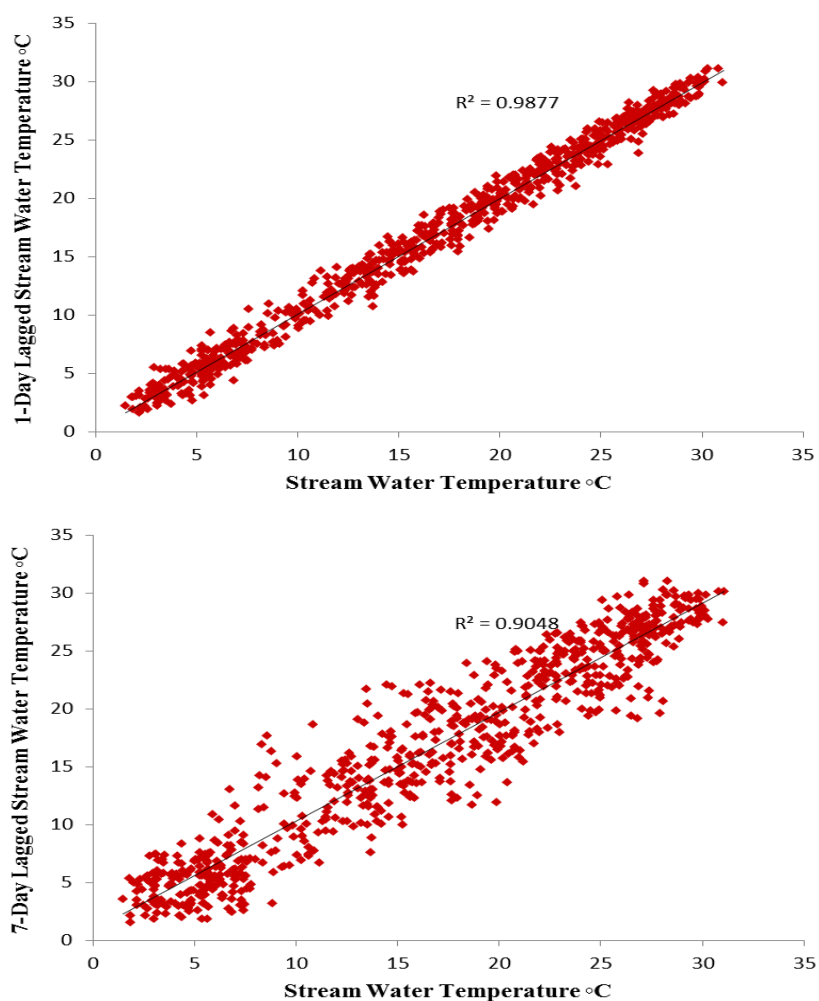 35
30
25
20
15
10
5
0
1-Day Lagged Stream Water Temperature ◦C
R² = 0.9877
0 5 10 15 20 25 30 35
Stream Water Temperature ◦C
35
30
25
20
15
10
5
0
7-Day Lagged Stream Water Temperature ◦C
R² = 0.9048
0 5 10 15 20 25 30 35
Stream Water Temperature ◦C